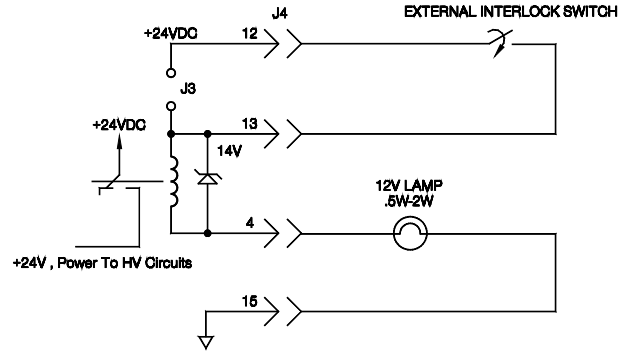 J4
EXTERNAL INTERLOCK SWITCH
+24VDC
12
J3
+24VDC
13
14V
12V LAMP
.5W-2W
4
+24V , Power To HV Circuits
15